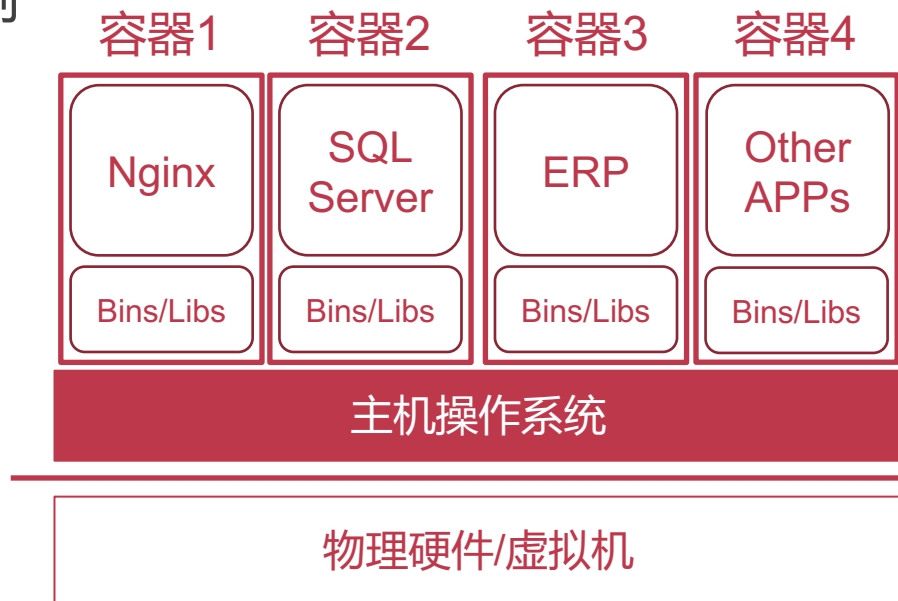 容器1 容器2 容器3 容器4
Nginx
SQL
Server
ERP
Other
APPs
Bins/Libs Bins/Libs Bins/Libs Bins/Libs
主机操作系统
物理硬件/虚拟机